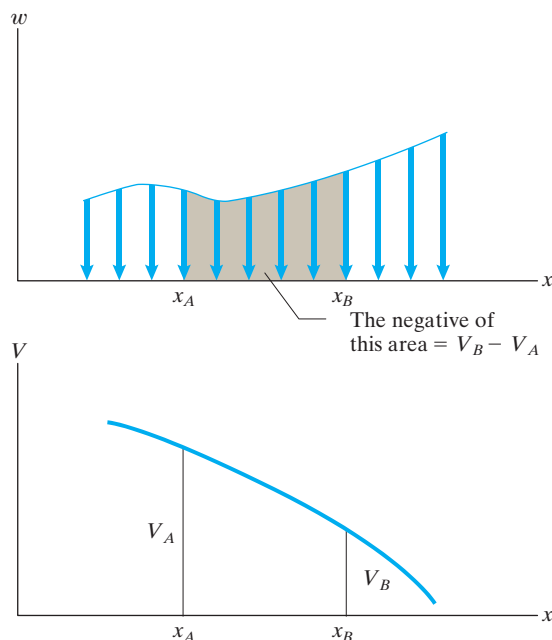 w
x
x_A
x_B
The negative of
this area = V_B − V_A
V
V_A
V_B
x
x_A
x_B